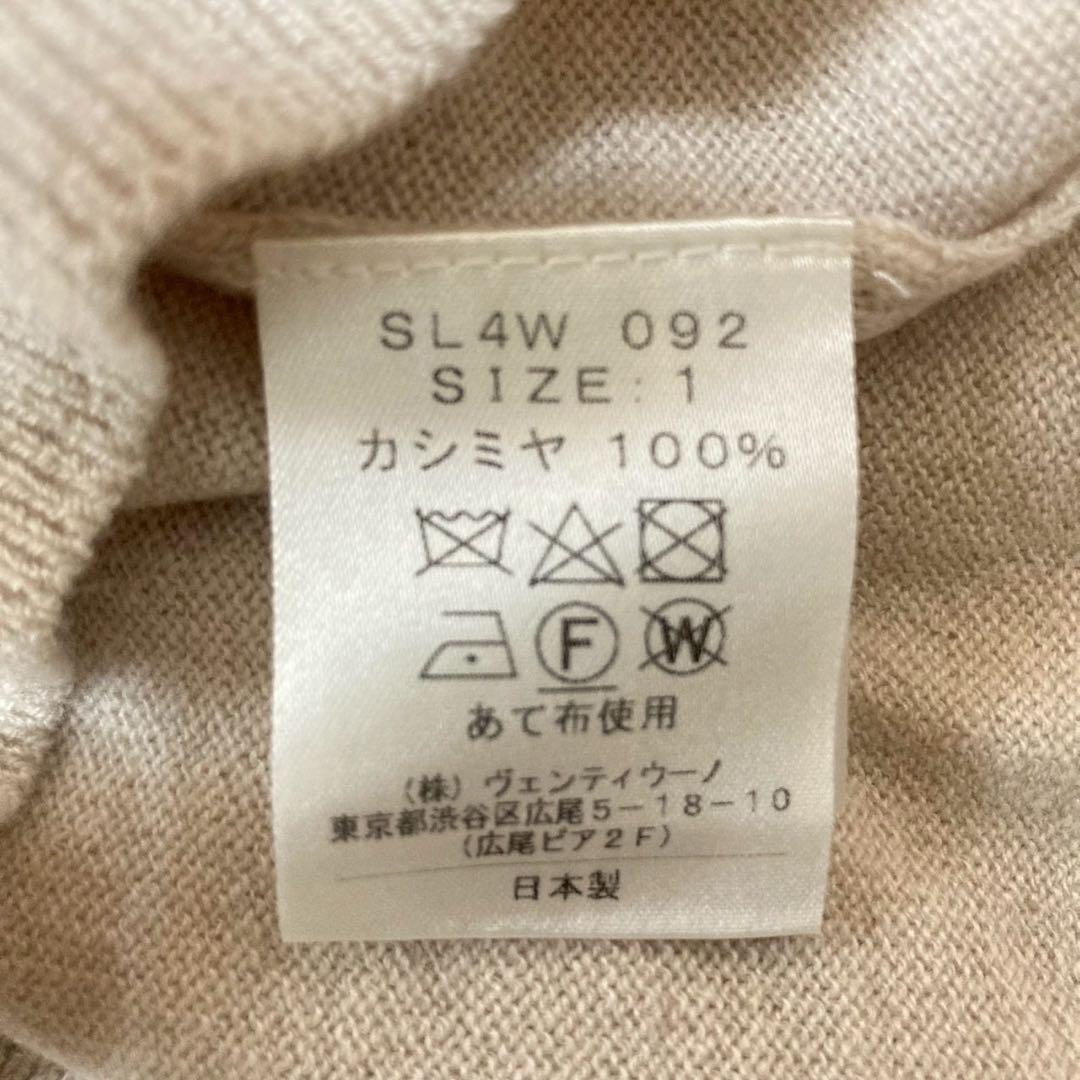 SL4W 092
SIZE:1
カシミヤ 100%
F W
あて布使用
(株) ヴェンティウーノ
東京都渋谷区広尾5-18-10
(広尾ピア2F)
日本製